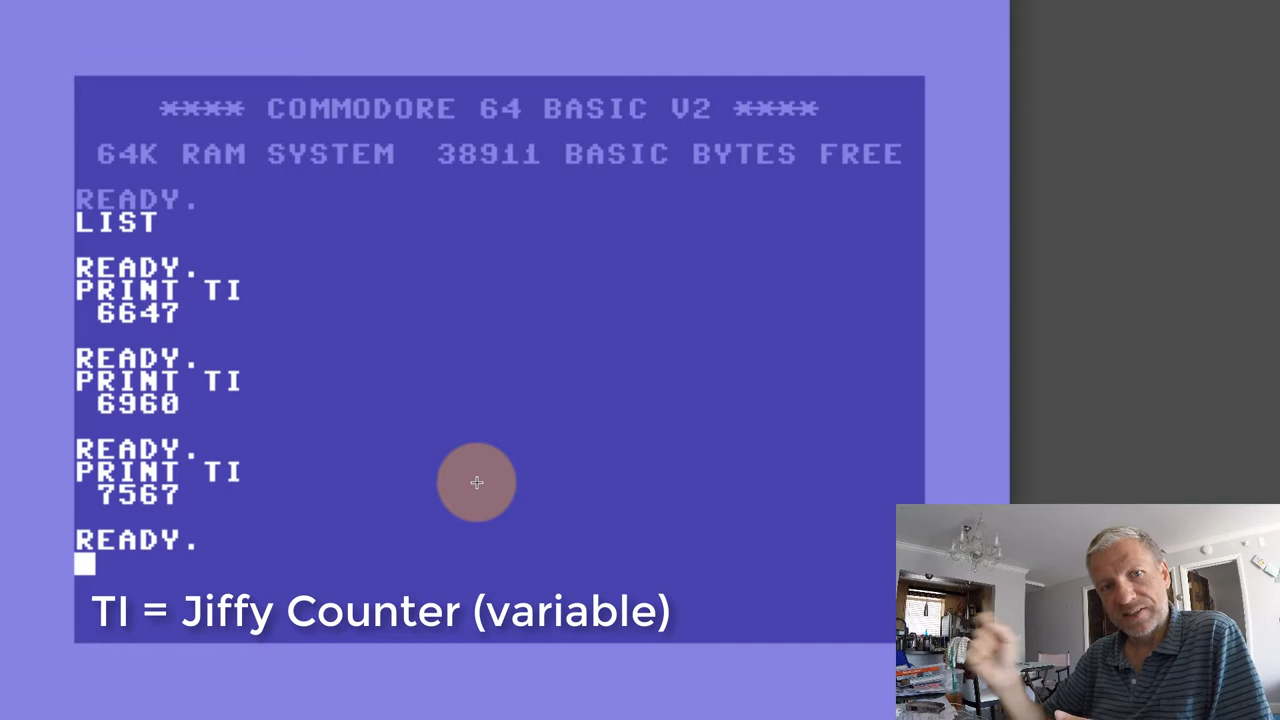 **** COMMODORE 64 BASIC V2 ****
64K RAM SYSTEM 38911 BASIC BYTES FREE
READY.
LIST
READY.
PRINT TI
6647
READY.
PRINT TI
6960
READY.
PRINT TI
7567
READY.
TI = Jiffy Counter (variable)